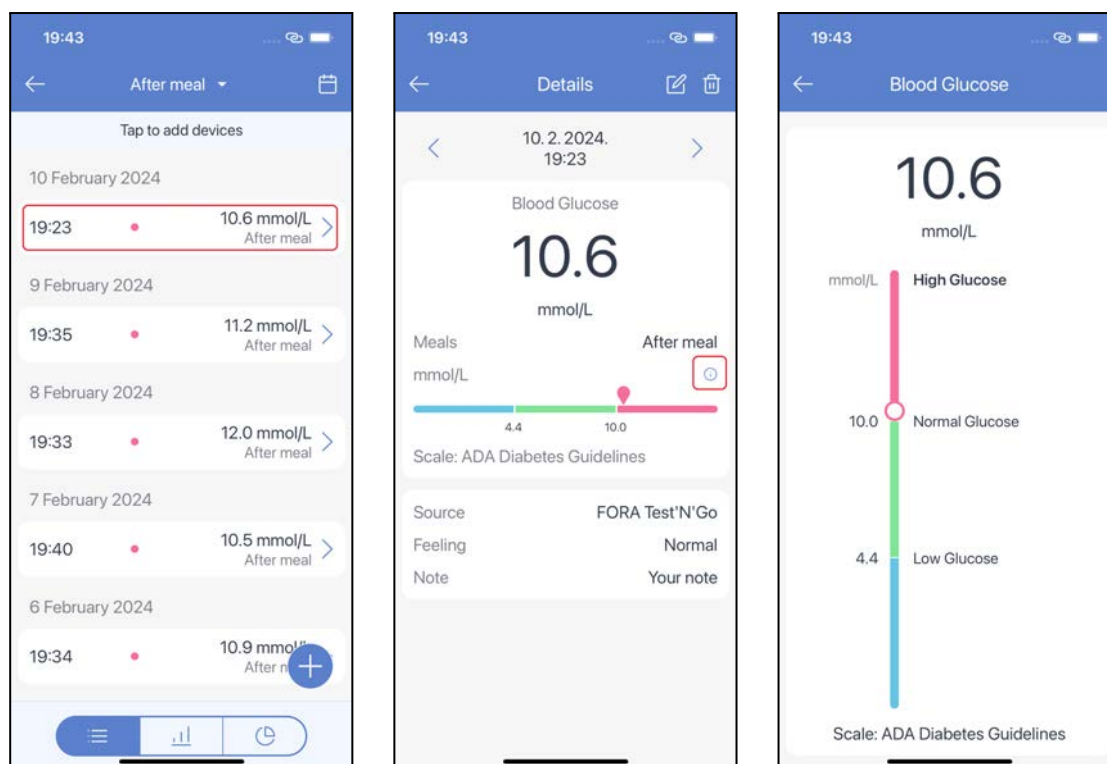 19:43
After meal
Tap to add devices
10 February 2024
19:23
10.6 mmol/L
After meal
9 February 2024
19:35
11.2 mmol/L
After meal
8 February 2024
19:33
12.0 mmol/L
After meal
7 February 2024
19:40
10.5 mmol/L
After meal
6 February 2024
19:34
10.9
After
19:43
Details
10. 2. 2024.
19:23
Blood Glucose
10.6
mmol/L
Meals After meal
mmol/L
4.4 10.0
Scale: ADA Diabetes Guidelines
Source FORA Test'N'Go
Feeling Normal
Note Your note
19:43
Blood Glucose
10.6
mmol/L
mmol/L High Glucose
10.0 Normal Glucose
4.4 Low Glucose
Scale: ADA Diabetes Guidelines